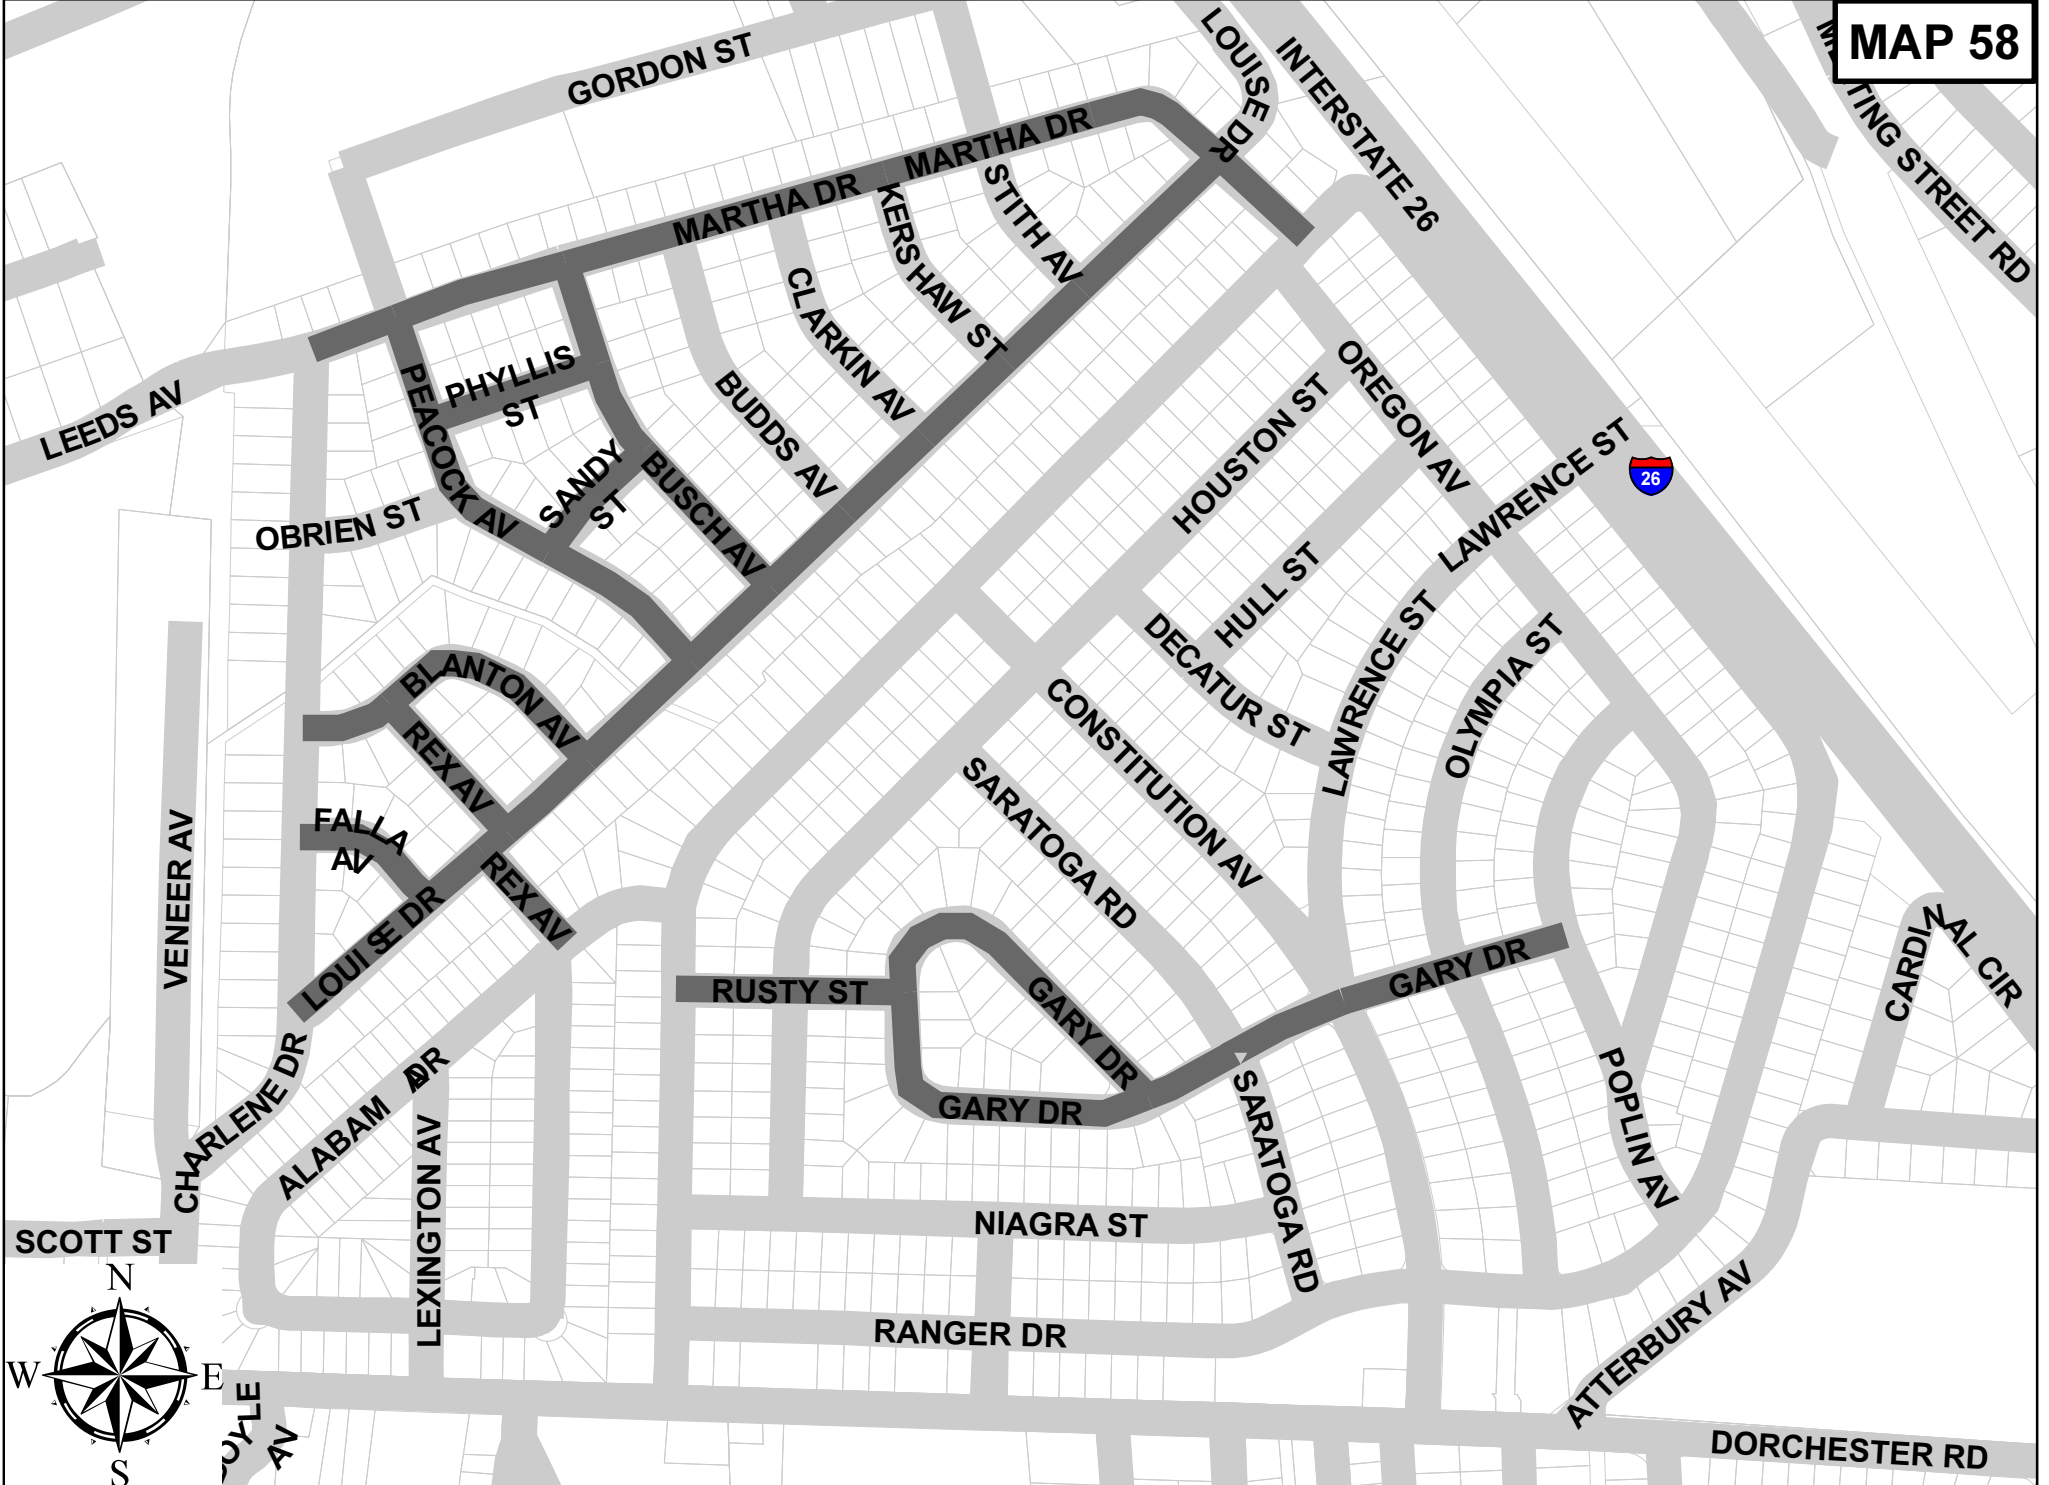 MAP 58
LOUISE DR
INTERSTATE 26
GORDON ST
TING STREET RD
MARTHA DR
MARTHA DR
STITH AV
KERSHAW ST
CLARKIN AV
LEEDS AV
PEACOCK AV
PHYLLIS
ST
BUDDS AV
OREGON AV
HOUSTON ST
LAWRENCE ST
26
SANDY
ST
BUSCH AV
OBRIEN ST
HULL ST
LAWRENCE ST
DECATUR ST
OLYMPIA ST
BLANTON AV
REX AV
CONSTITUTION AV
SARATOGA RD
FALLA
AV
VENEER AV
REX AV
LOUISE DR
RUSTY ST
GARY DR
GARY DR
GARY DR
CARDINAL CIR
CHARLENE DR
ALABAMA DR
POPLIN AV
SARATOGA RD
LEXINGTON AV
NIAGRA ST
SCOTT ST
RANGER DR
ATTERBURY AV
N
W
E
S
OYLE
AV
DORCHESTER RD